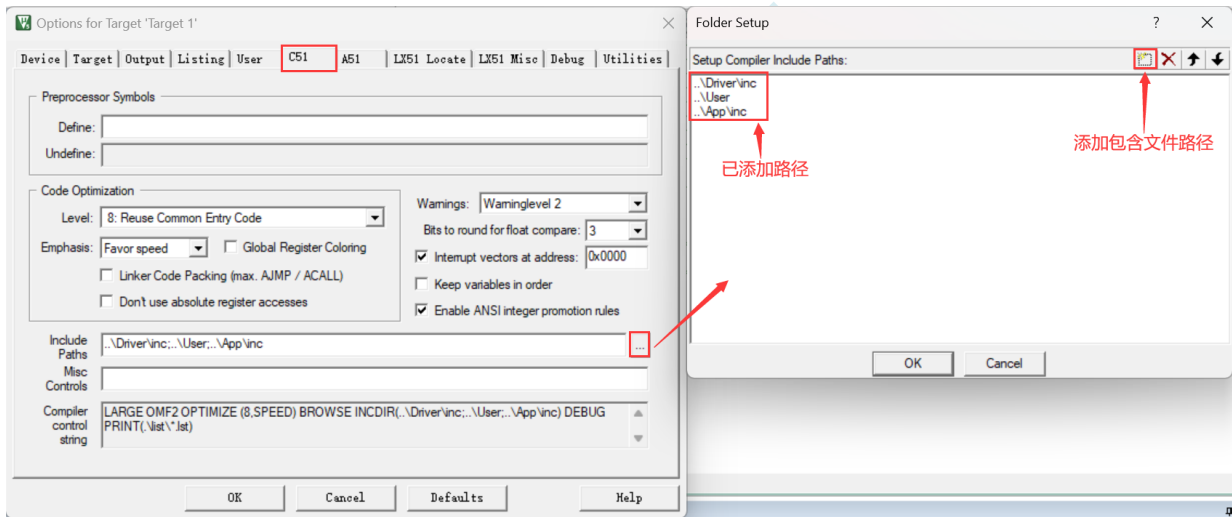 Options for Target 'Target 1'
Device Target Output Listing User C51 A51 LX51 Locate LX51 Misc Debug Utilities
Preprocessor Symbols
Define:
Undefine:
Code Optimization
Level: 8: Reuse Common Entry Code
Emphasis: Favor speed Global Register Coloring
Linker Code Packing (max. AJMP / ACALL)
Don't use absolute register accesses
Warnings: Warninglevel 2
Bits to round for float compare: 3
Interrupt vectors at address: 0x0000
Keep variables in order
Enable ANSI integer promotion rules
Include
Paths
..\Driver\inc;..\User;..\App\inc
...
Misc
Controls
Compiler
control
string
LARGE OMF2 OPTIMIZE (8,SPEED) BROWSE INCDIR(..\Driver\inc;..\User;..\App\inc) DEBUG
PRINT(.\list\*.lst)
OK Cancel Defaults Help
Folder Setup
?
Setup Compiler Include Paths:
..\Driver\inc
..\User
..\App\inc
已添加路径
添加包含文件路径
OK Cancel